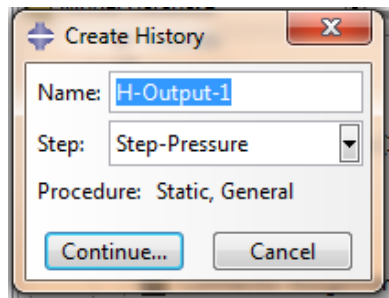 Create History
Name: H-Output-1
Step: Step-Pressure
Procedure: Static, General
Continue... Cancel